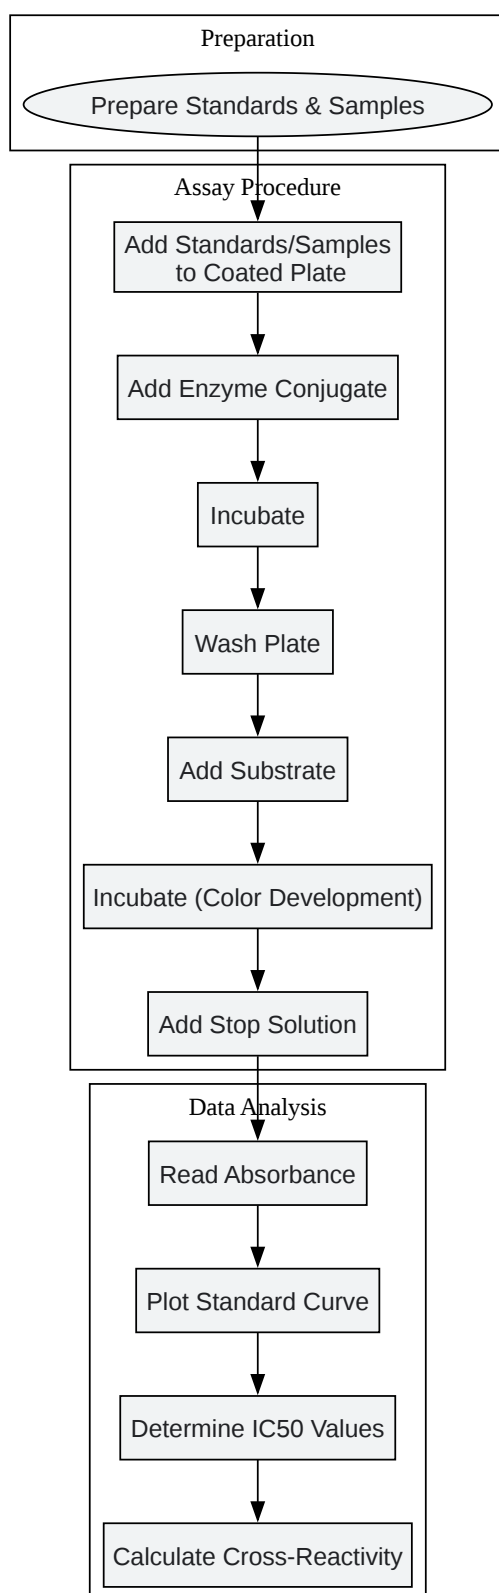 Preparation
Prepare Standards & Samples
Assay Procedure
Add Standards/Samples
to Coated Plate
Add Enzyme Conjugate
Incubate
Wash Plate
Add Substrate
Incubate (Color Development)
Add Stop Solution
Data Analysis
Read Absorbance
Plot Standard Curve
Determine IC50 Values
Calculate Cross-Reactivity